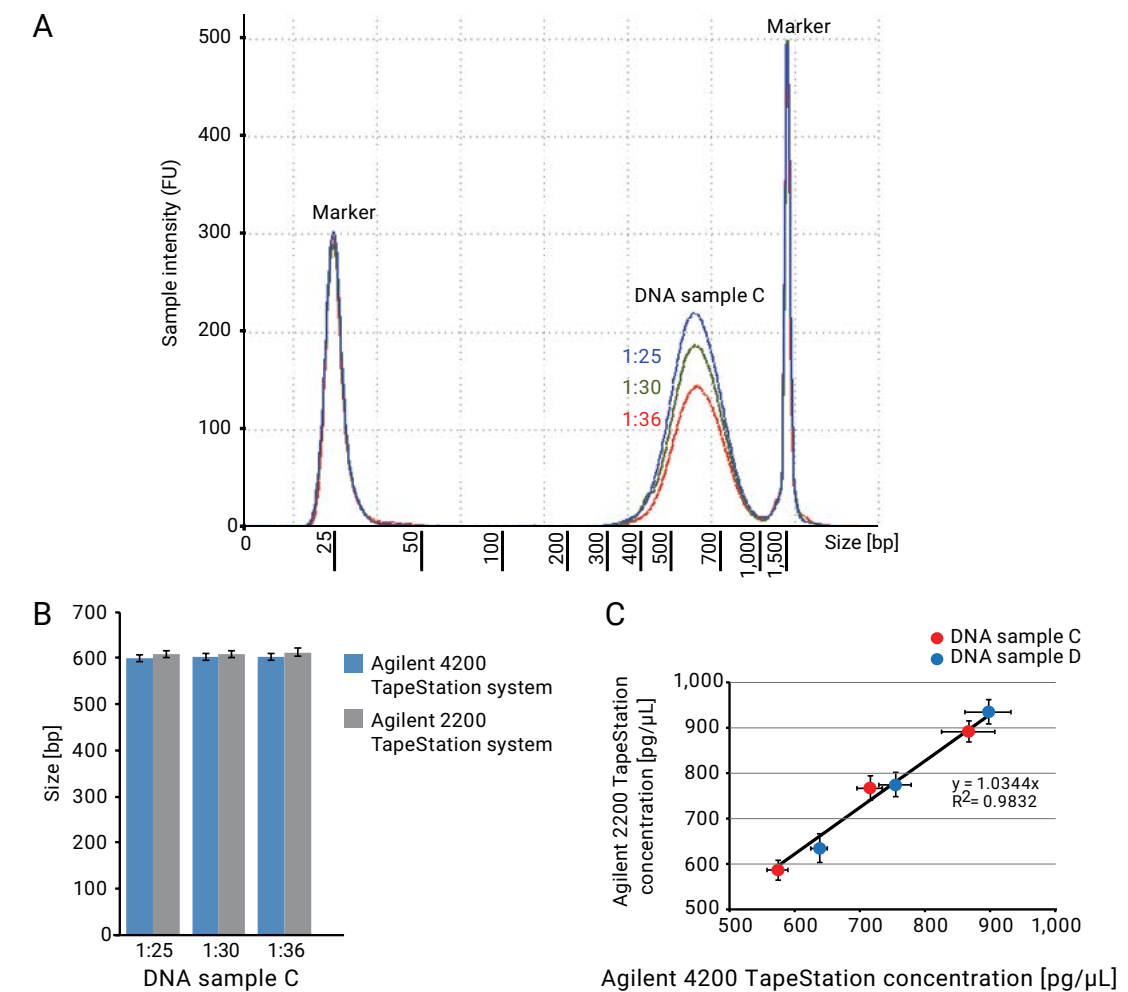 A
Marker
500
400
300
200
100
0
Sample intensity (FU)
Marker
DNA sample C
1:25
1:30
1:36
0
25
50
100
200
300
400
500
700
1,000
1,500
Size [bp]
B
700
600
500
400
300
200
100
0
Size [bp]
1:25
1:30
1:36
DNA sample C
Agilent 4200
TapeStation system
Agilent 2200
TapeStation system
C
DNA sample C
DNA sample D
1,000
900
800
700
600
500
Agilent 2200 TapeStation
concentration [pg/µL]
y = 1.0344x
R2= 0.9832
500
600
700
800
900
1,000
Agilent 4200 TapeStation concentration [pg/µL]